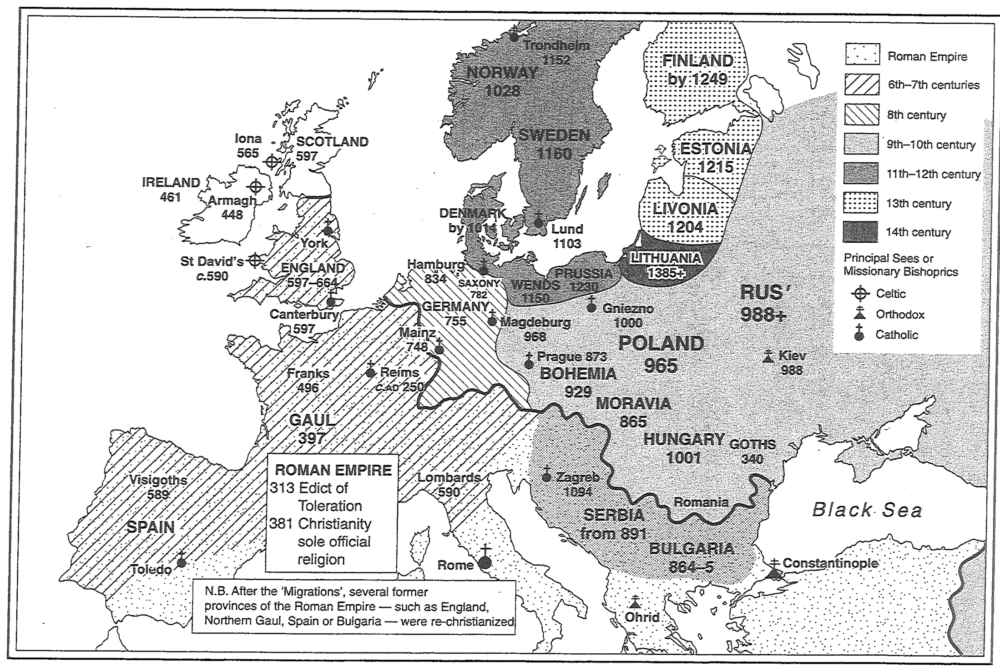 Trondheim
1152
NORWAY
1028
FINLAND
by 1249
SWEDEN
1160
ESTONIA
1215
Iona
565
SCOTLAND
597
IRELAND
461
Armagh
448
LIVONIA
1204
DENMARK
by 1014
Lund
1103
York
St David's
c.590
ENGLAND
597–664
Hamburg
834
SAXONY
782
LITHUANIA
1385+
PRUSSIA
1230
WENDS
1150
RUS'
988+
Canterbury
597
GERMANY
755
Magdeburg
968
Gniezno
1000
Mainz
748
POLAND
965
Prague 873
BOHEMIA
929
Kiev
988
Franks
496
Reims
c.AD 250
MORAVIA
865
GAUL
397
HUNGARY
1001
GOTHS
340
Visigoths
589
Lombards
590
Zagreb
1094
Romania
Black Sea
SPAIN
SERBIA
from 891
BULGARIA
864–5
Toledo
Rome
Constantinople
Ohrid
ROMAN EMPIRE
313 Edict of
Toleration
381 Christianity
sole official
religion
N.B. After the 'Migrations', several former
provinces of the Roman Empire — such as England,
Northern Gaul, Spain or Bulgaria — were re-christianized
Roman Empire
6th–7th centuries
8th century
9th–10th century
11th–12th century
13th century
14th century
Principal Sees or
Missionary Bishoprics
Celtic
Orthodox
Catholic